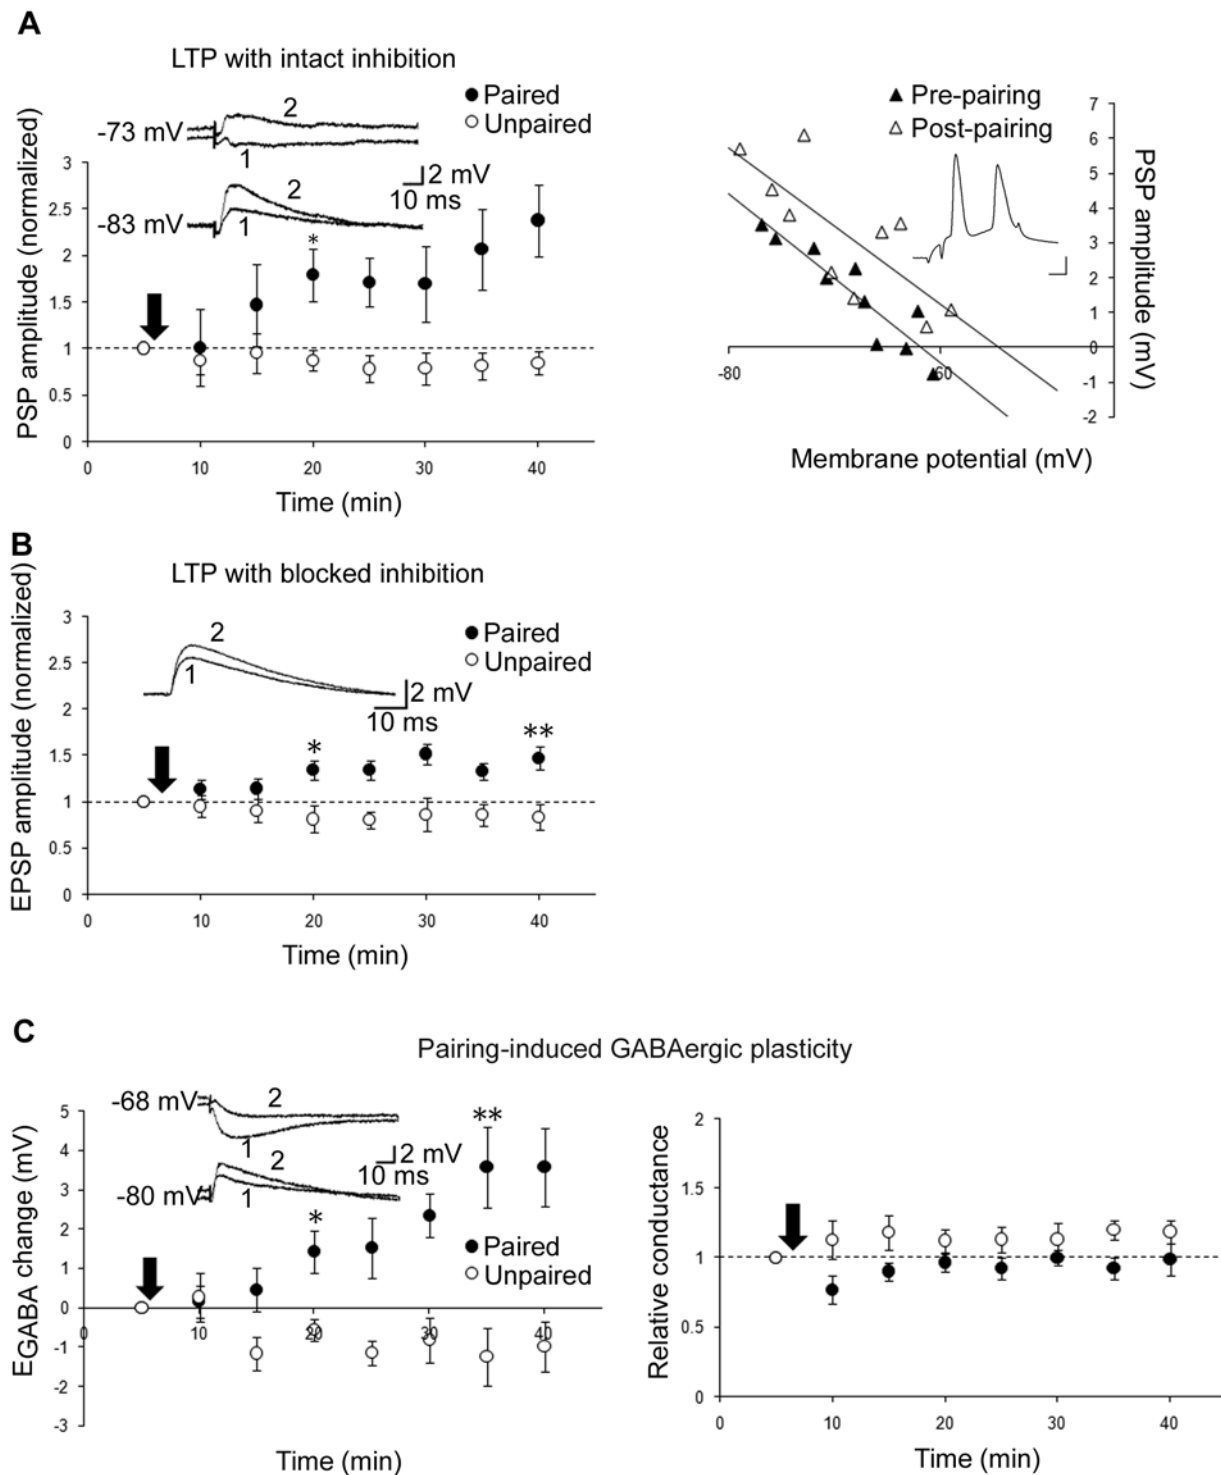 A
LTP with intact inhibition
PSP amplitude (normalized)
3
2.5
2
1.5
1
0.5
0
-73 mV
2
1
-83 mV
2
1
2 mV
10 ms
Paired
Unpaired
*
0
10
20
30
40
Time (min)
Pre-pairing
Post-pairing
7
6
5
4
3
2
1
0
-1
-2
-80
-60
PSP amplitude (mV)
Membrane potential (mV)
B
LTP with blocked inhibition
EPSP amplitude (normalized)
3
2.5
2
1.5
1
0.5
0
2
1
2 mV
10 ms
Paired
Unpaired
*
**
0
10
20
30
40
Time (min)
C
Pairing-induced GABAergic plasticity
EGABA change (mV)
5
4
3
2
1
0
-1
-2
-3
-68 mV
2
1
-80 mV
2
1
2 mV
10 ms
*
**
Paired
Unpaired
0
10
20
30
40
Time (min)
Relative conductance
2
1.5
1
0.5
0
0
10
20
30
40
Time (min)